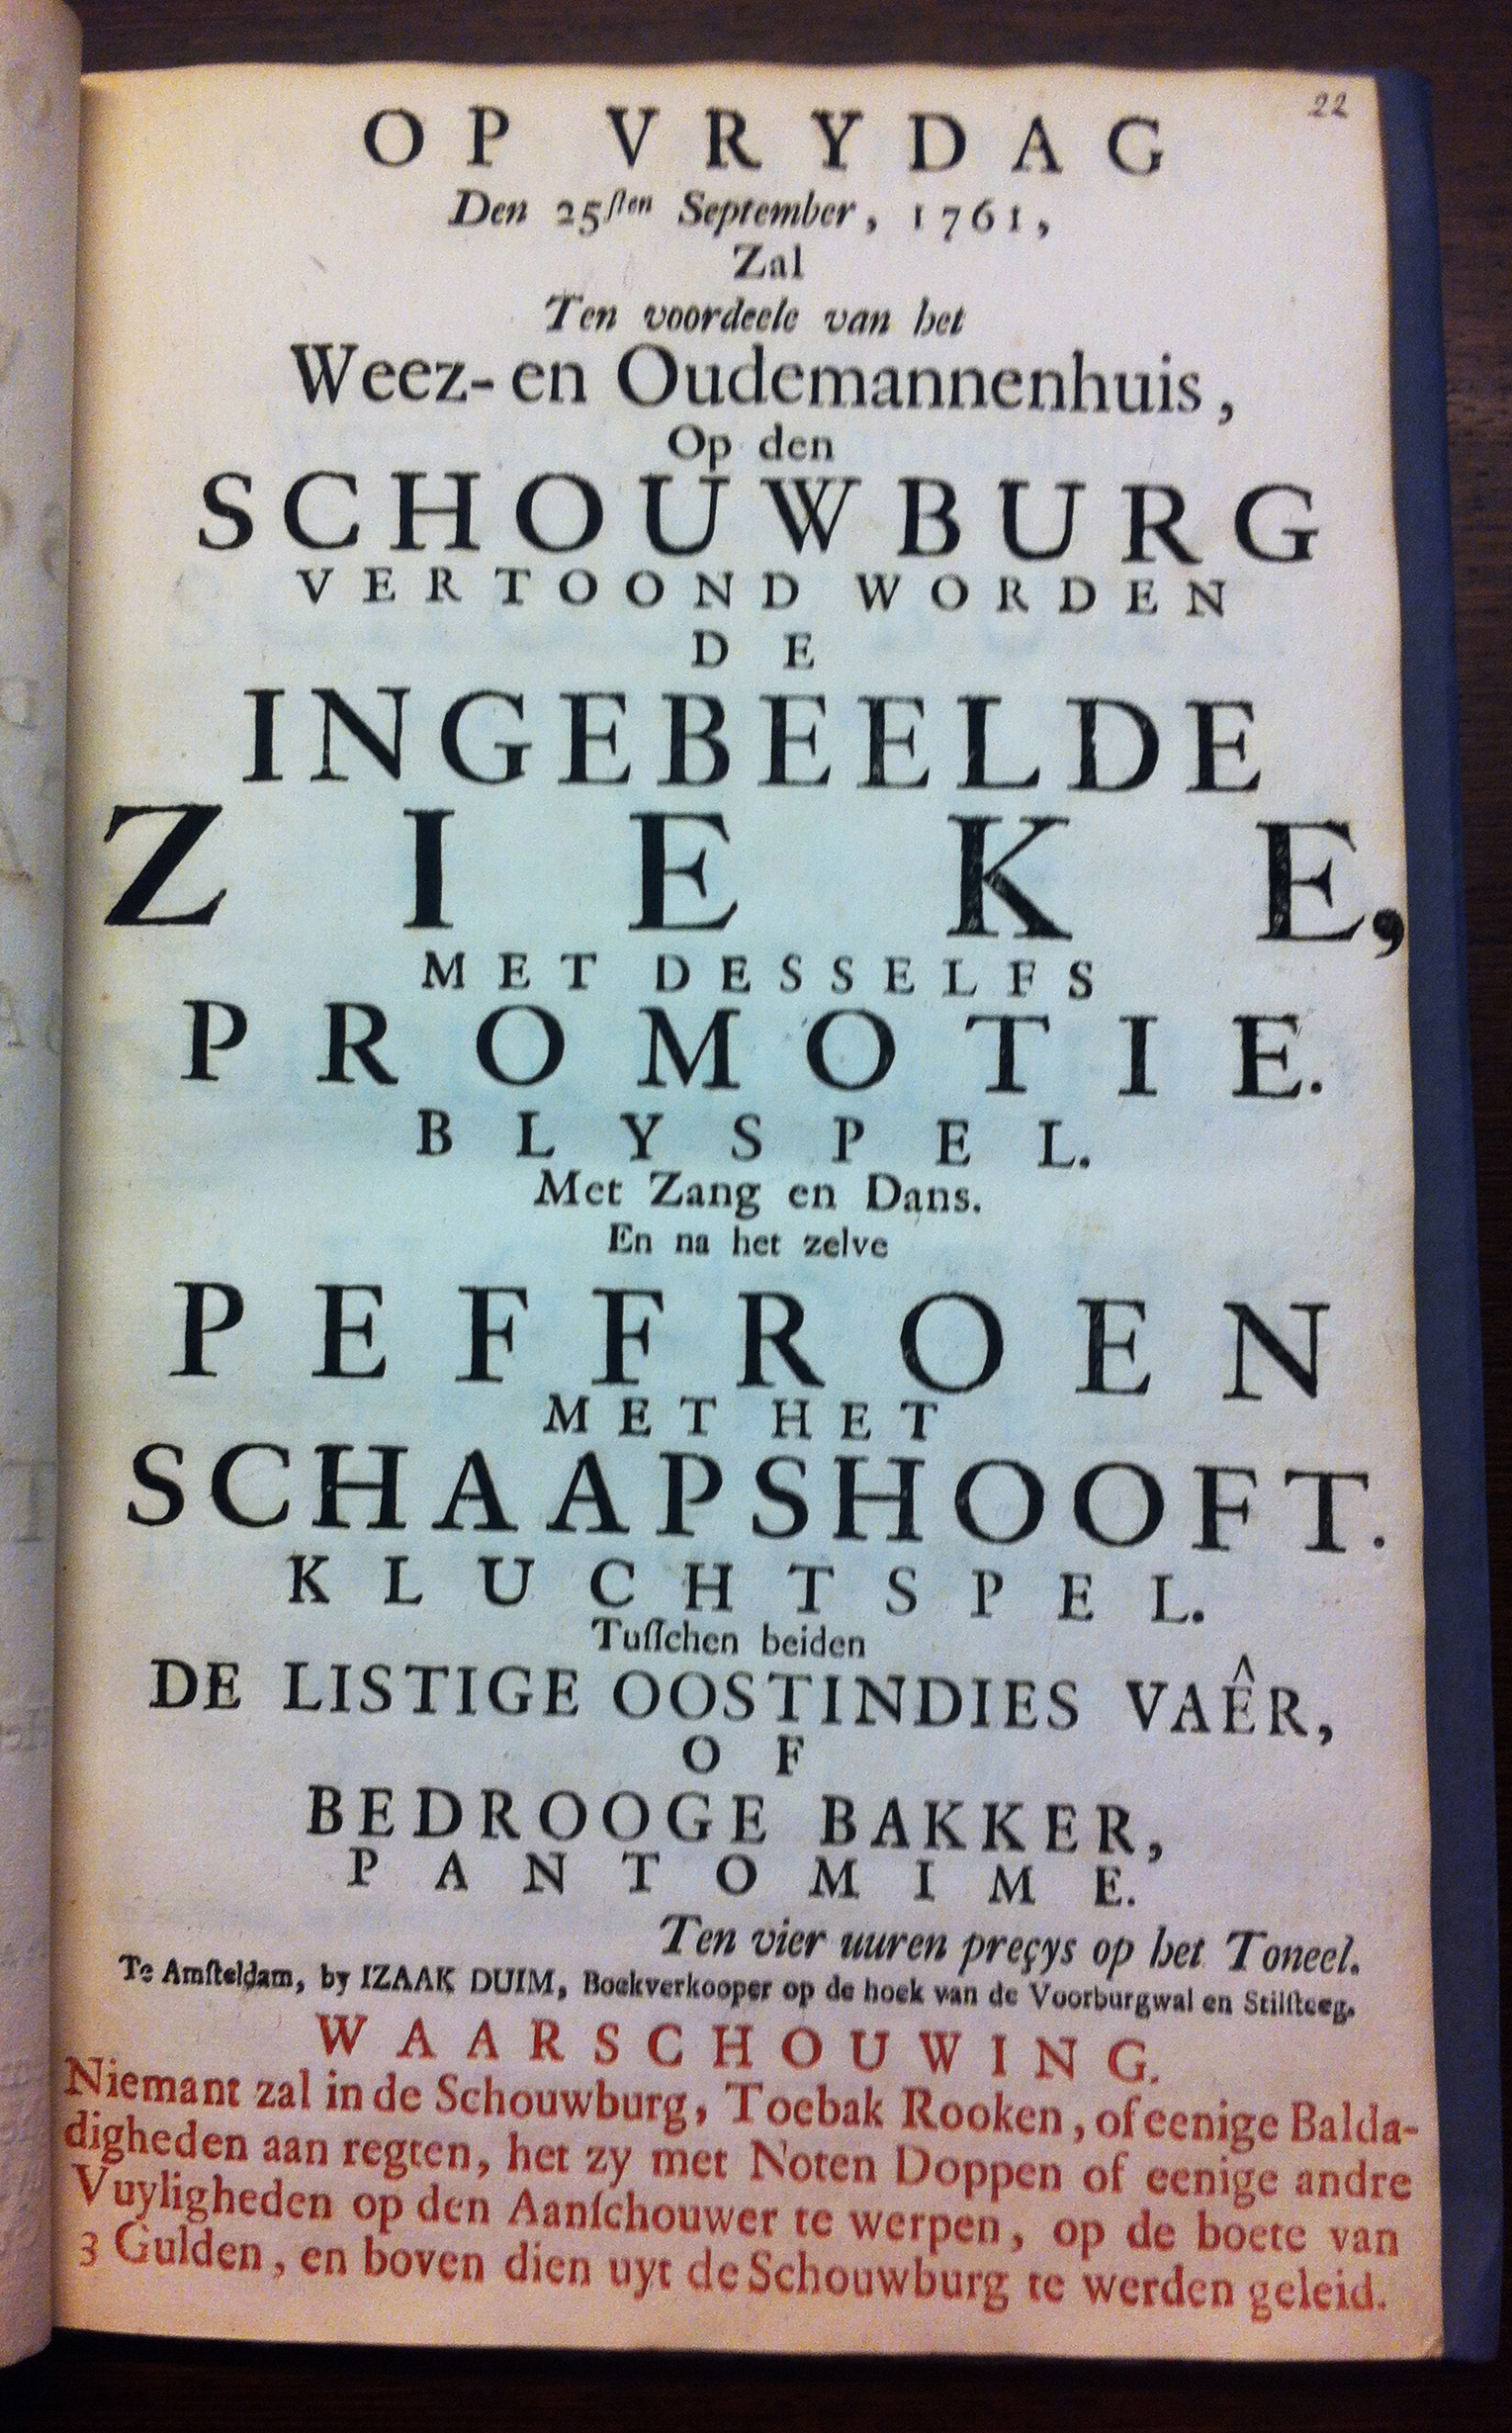 22
OP VRYDAG
Den 25ſten September, 1761,
Zal
Ten voordeele van het
Weez- en Oudemannenhuis,
Op den
SCHOUWBURG
VERTOOND WORDEN
DE
INGEBEELDE
ZIEKE,
MET DESSELFS
PROMOTIE.
BLYSPEL.
Met Zang en Dans.
En na het zelve
PEFFROEN
MET HET
SCHAAPSHOOFT.
KLUCHTSPEL.
Tuſſchen beiden
DE LISTIGE OOSTINDIES VAÊR,
OF
BEDROOGE BAKKER,
PANTOMIME.
Ten vier uuren preçys op het Toneel.
Te Amſteldam, by IZAAK DUIM, Boekverkooper op de hoek van de Voorburgwal en Stilſteeg.
WAARSCHOUWING.
Niemant zal in de Schouwburg, Toebak Rooken, of eenige Balda-
digheden aan regten, het zy met Noten Doppen of eenige andre
Vuyligheden op den Aanſchouwer te werpen, op de boete van
3 Gulden, en boven dien uyt de Schouwburg te werden geleid.